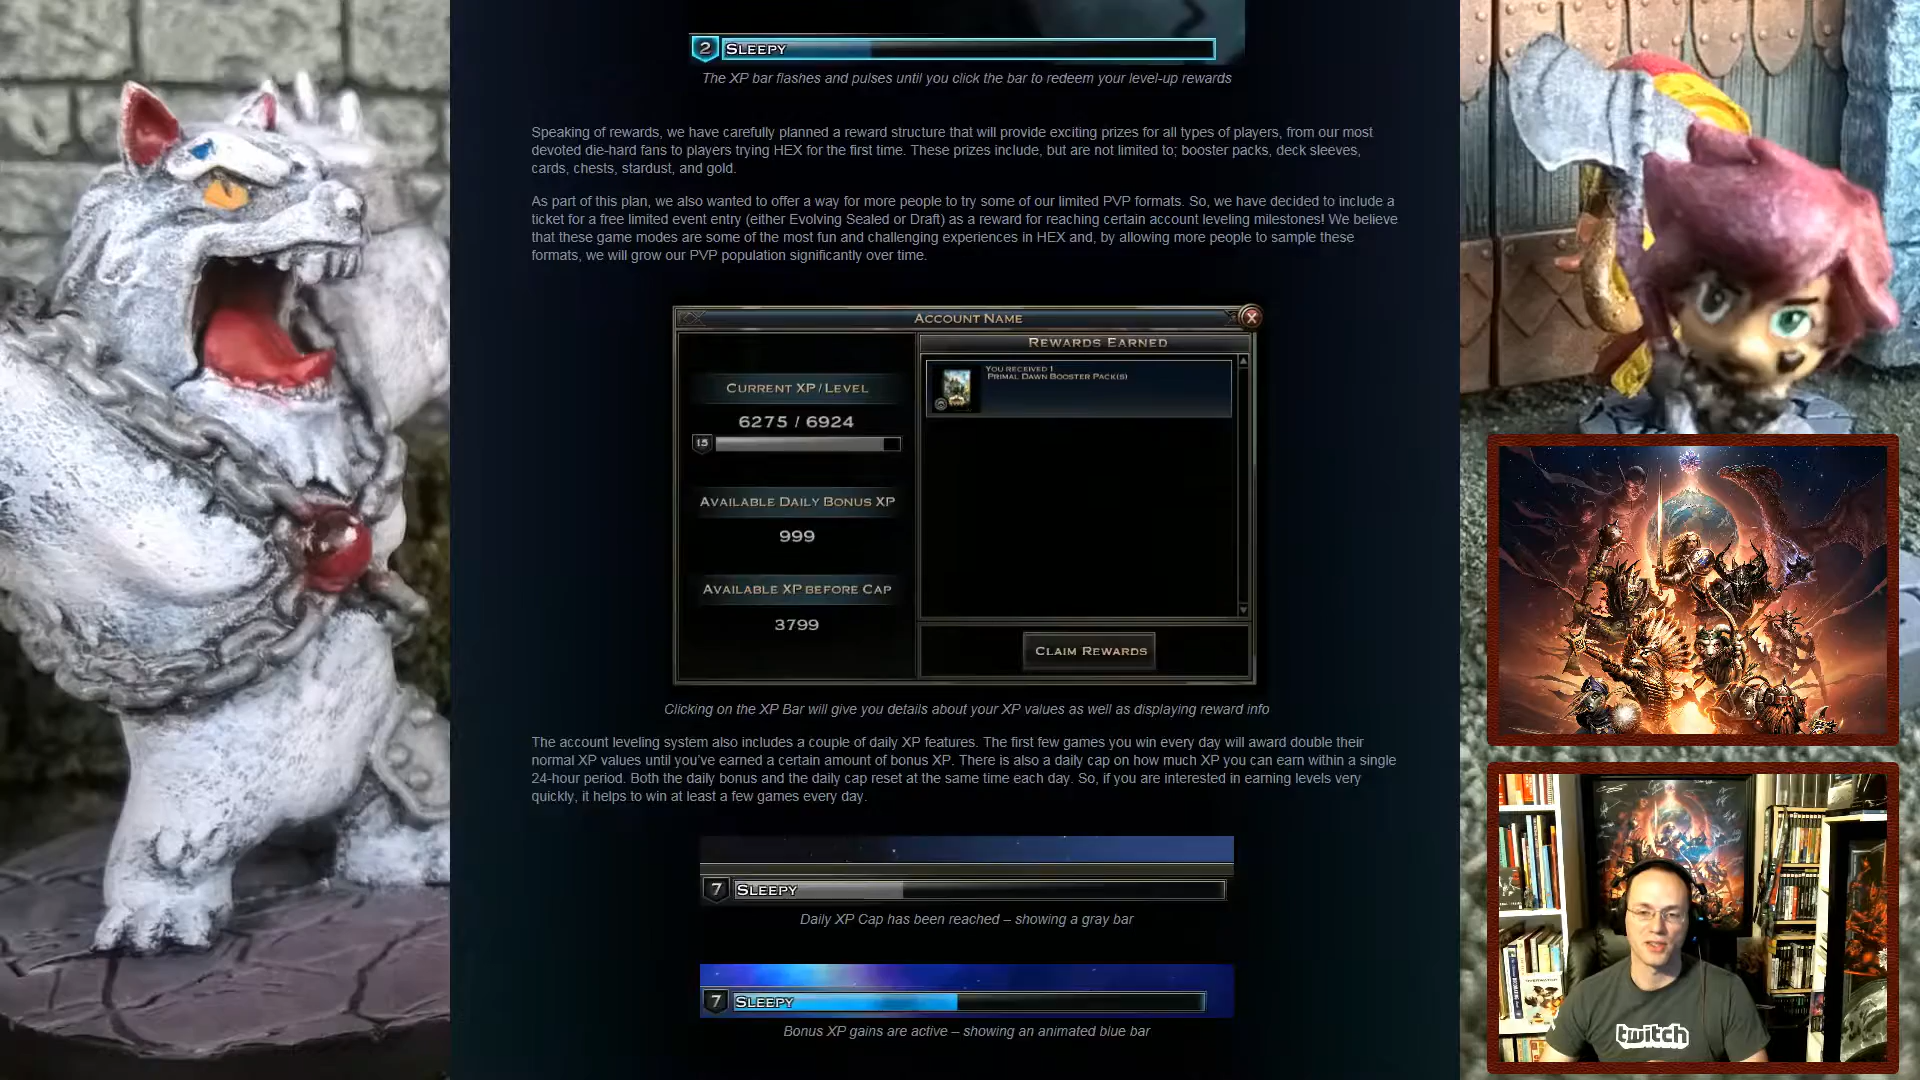 2 SLEEPY
The XP bar flashes and pulses until you click the bar to redeem your level-up rewards
Speaking of rewards, we have carefully planned a reward structure that will provide exciting prizes for all types of players, from our most
devoted die-hard fans to players trying HEX for the first time. These prizes include, but are not limited to; booster packs, deck sleeves,
cards, chests, stardust, and gold.
As part of this plan, we also wanted to offer a way for more people to try some of our limited PVP formats. So, we have decided to include a
ticket for a free limited event entry (either Evolving Sealed or Draft) as a reward for reaching certain account leveling milestones! We believe
that these game modes are some of the most fun and challenging experiences in HEX and, by allowing more people to sample these
formats, we will grow our PVP population significantly over time.
ACCOUNT NAME
CURRENT XP/LEVEL
6275 / 6924
15
AVAILABLE DAILY BONUS XP
999
AVAILABLE XP BEFORE CAP
3799
REWARDS EARNED
YOU RECEIVED 1
PRIMAL DAWN BOOSTER PACK(S)
CLAIM REWARDS
Clicking on the XP Bar will give you details about your XP values as well as displaying reward info
The account leveling system also includes a couple of daily XP features. The first few games you win every day will award double their
normal XP values until you've earned a certain amount of bonus XP. There is also a daily cap on how much XP you can earn within a single
24-hour period. Both the daily bonus and the daily cap reset at the same time each day. So, if you are interested in earning levels very
quickly, it helps to win at least a few games every day.
7 SLEEPY
Daily XP Cap has been reached – showing a gray bar
7 SLEEPY
Bonus XP gains are active – showing an animated blue bar
twitch